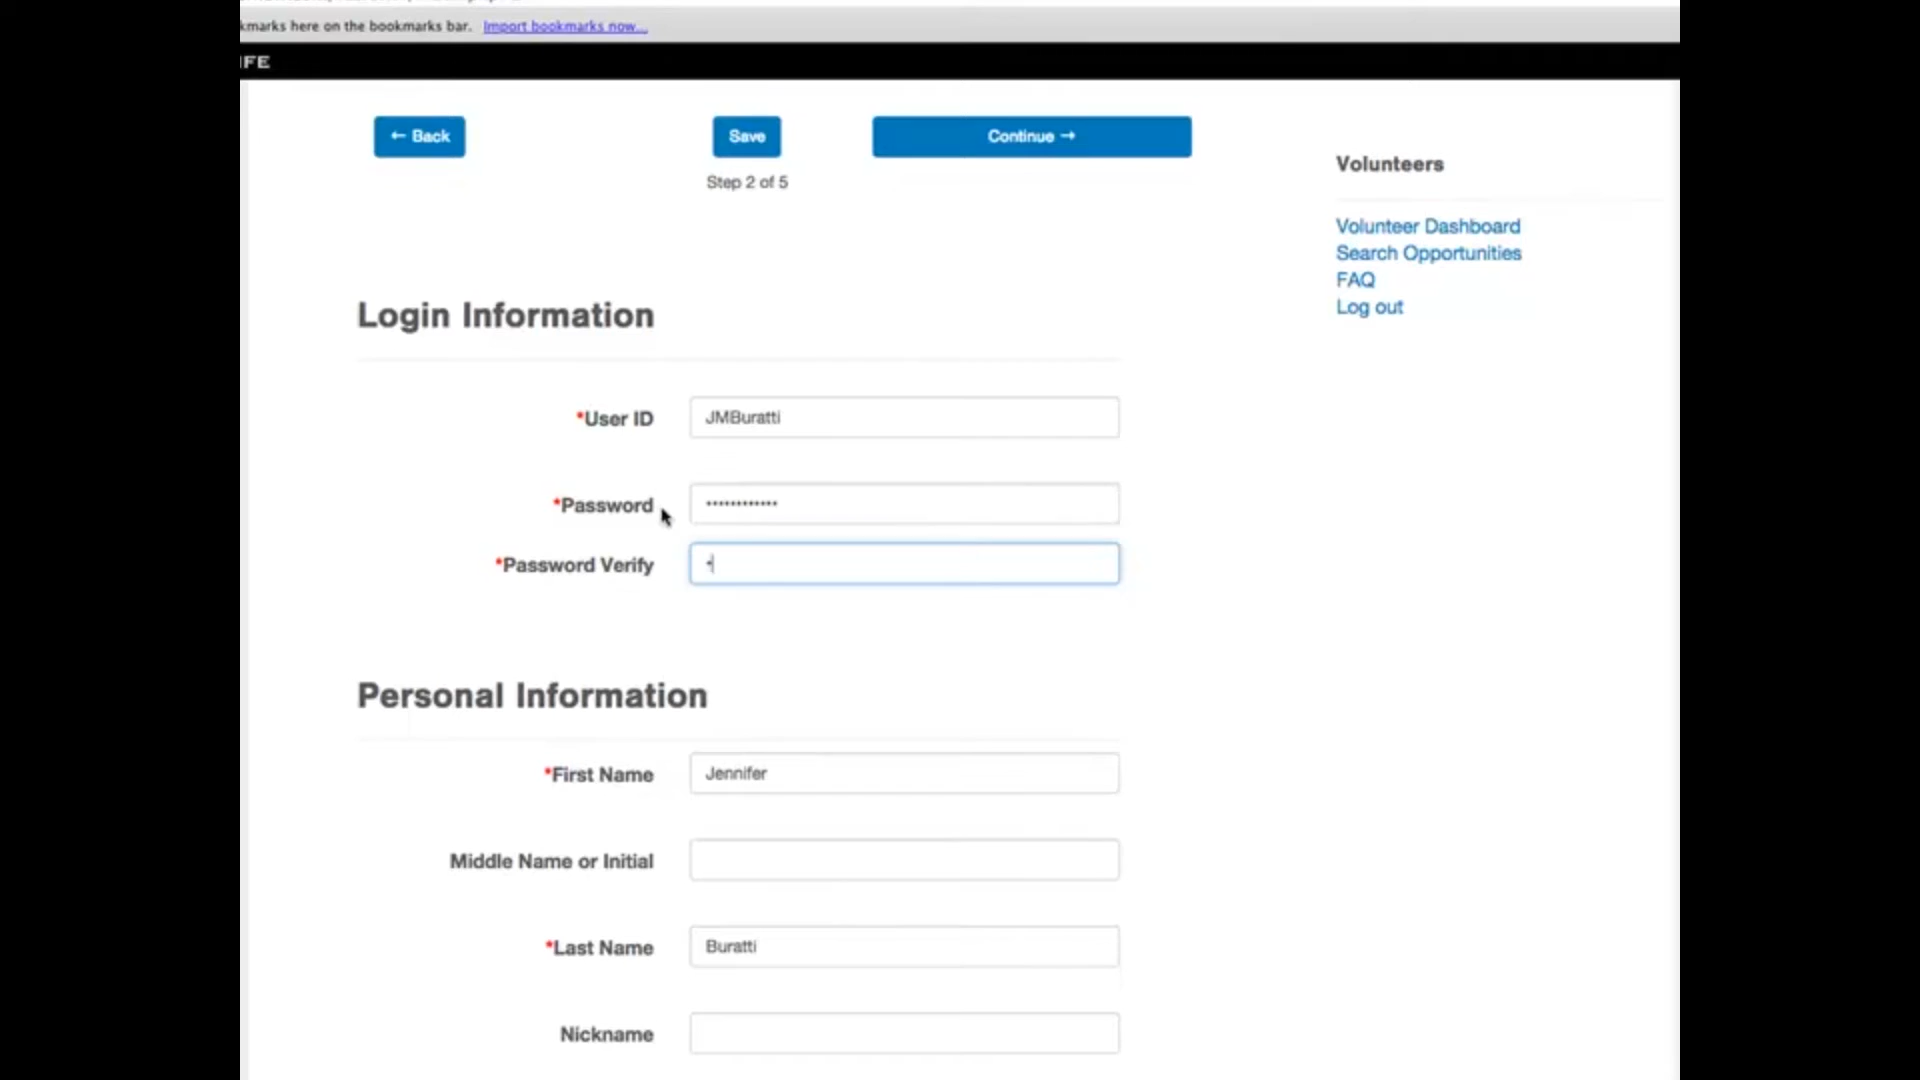 kmarks here on the bookmarks bar. Import bookmarks now...
IFE
← Back
Save
Continue →
Step 2 of 5
Volunteers
Volunteer Dashboard
Search Opportunities
FAQ
Log out
Login Information
*User ID JMBuratti
*Password ••••••••••••
*Password Verify •
Personal Information
*First Name Jennifer
Middle Name or Initial
*Last Name Buratti
Nickname